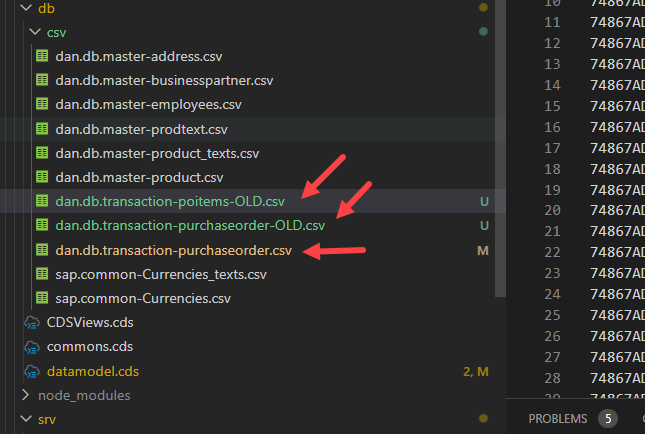 db
csv
dan.db.master-address.csv
dan.db.master-businesspartner.csv
dan.db.master-employees.csv
dan.db.master-prodtext.csv
dan.db.master-product_texts.csv
dan.db.master-product.csv
dan.db.transaction-poitems-OLD.csv U
dan.db.transaction-purchaseorder-OLD.csv U
dan.db.transaction-purchaseorder.csv M
sap.common-Currencies_texts.csv
sap.common-Currencies.csv
CDSViews.cds
commons.cds
datamodel.cds 2, M
node_modules
srv
10 74867AD
11 74867AD
12 74867AD
13 74867AD
14 74867AD
15 74867AD
16 74867AD
17 74867AD
18 74867AD
19 74867AD
20 74867AD
21 74867AD
22 74867AD
23 74867AD
24 74867AD
25 74867AD
26 74867AD
27 74867AD
28 74867AD
PROBLEMS 5